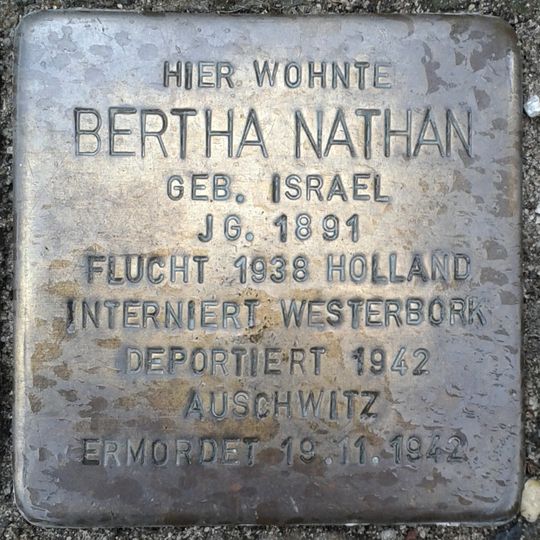 HIER WOHNTE
BERTHA NATHAN
GEB. ISRAEL
JG. 1891
FLUCHT 1938 HOLLAND
INTERNIERT WESTERBORK
DEPORTIERT 1942
AUSCHWITZ
ERMORDET 19.11.1942